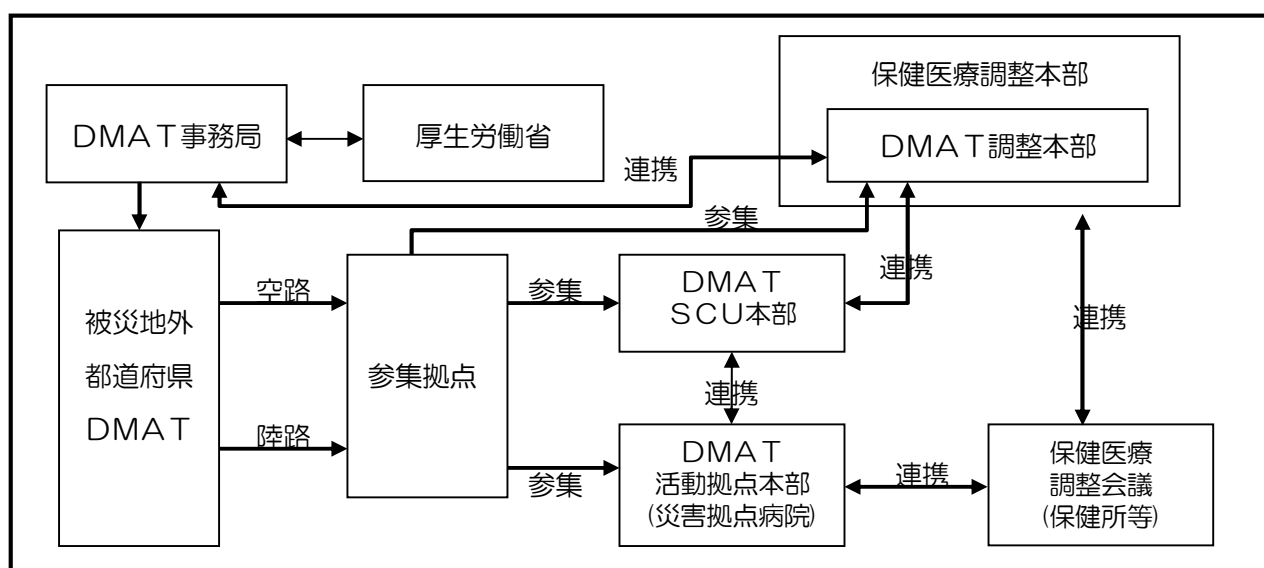 保健医療調整本部
ＤＭＡＴ事務局
厚生労働省
ＤＭＡＴ調整本部
連携
参集
被災地外
都道府県
ＤＭＡＴ
空路
陸路
参集拠点
参集
参集
ＤＭＡＴ
ＳＣＵ本部
連携
連携
連携
ＤＭＡＴ
活動拠点本部
(災害拠点病院)
連携
保健医療
調整会議
(保健所等)